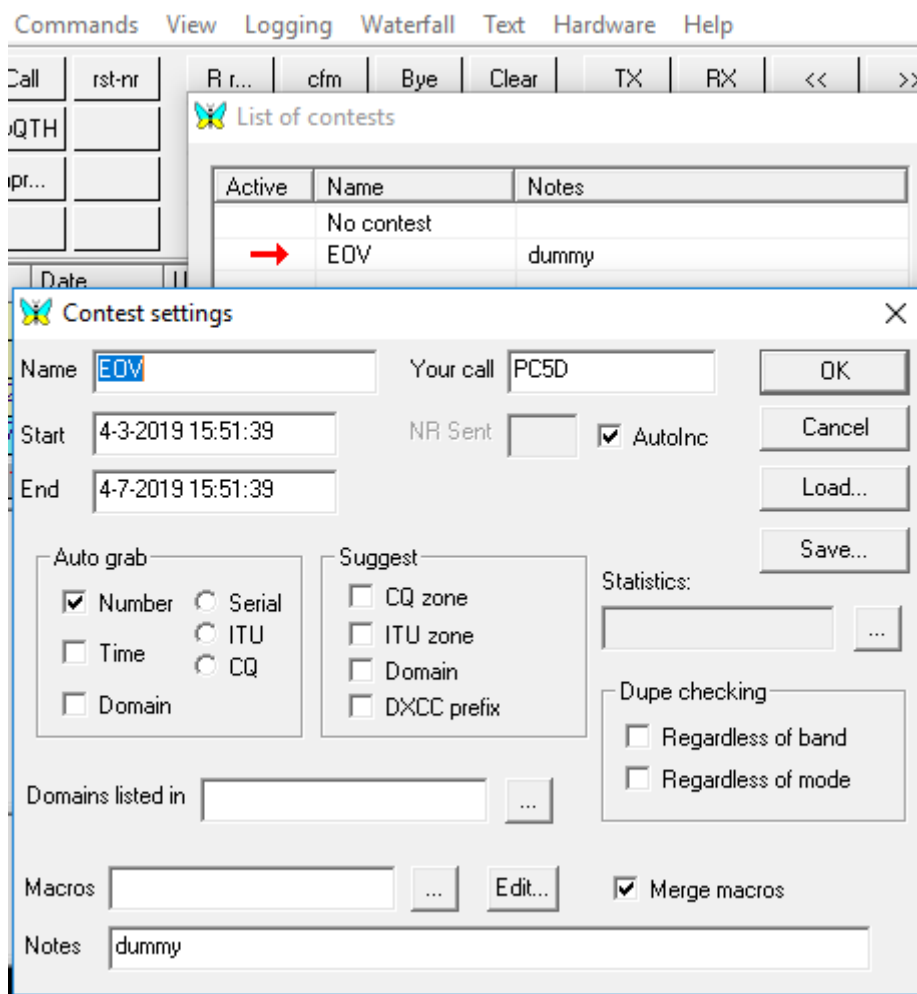 Commands View Logging Waterfall Text Hardware Help
Call rst-nr R r... cfm Bye Clear TX RX << >>
QTH
pr...
List of contests
Active Name Notes
No contest
EOV dummy
Date
Contest settings
Name EOV Your call PC5D OK
Start 4-3-2019 15:51:39 NR Sent AutoInc Cancel
End 4-7-2019 15:51:39 Load...
Save...
Auto grab Suggest Statistics:
Number Serial CQ zone
ITU ITU zone ...
Time CQ Domain
Domain DXCC prefix
Dupe checking
Regardless of band
Regardless of mode
Domains listed in ...
Macros ... Edit... Merge macros
Notes dummy